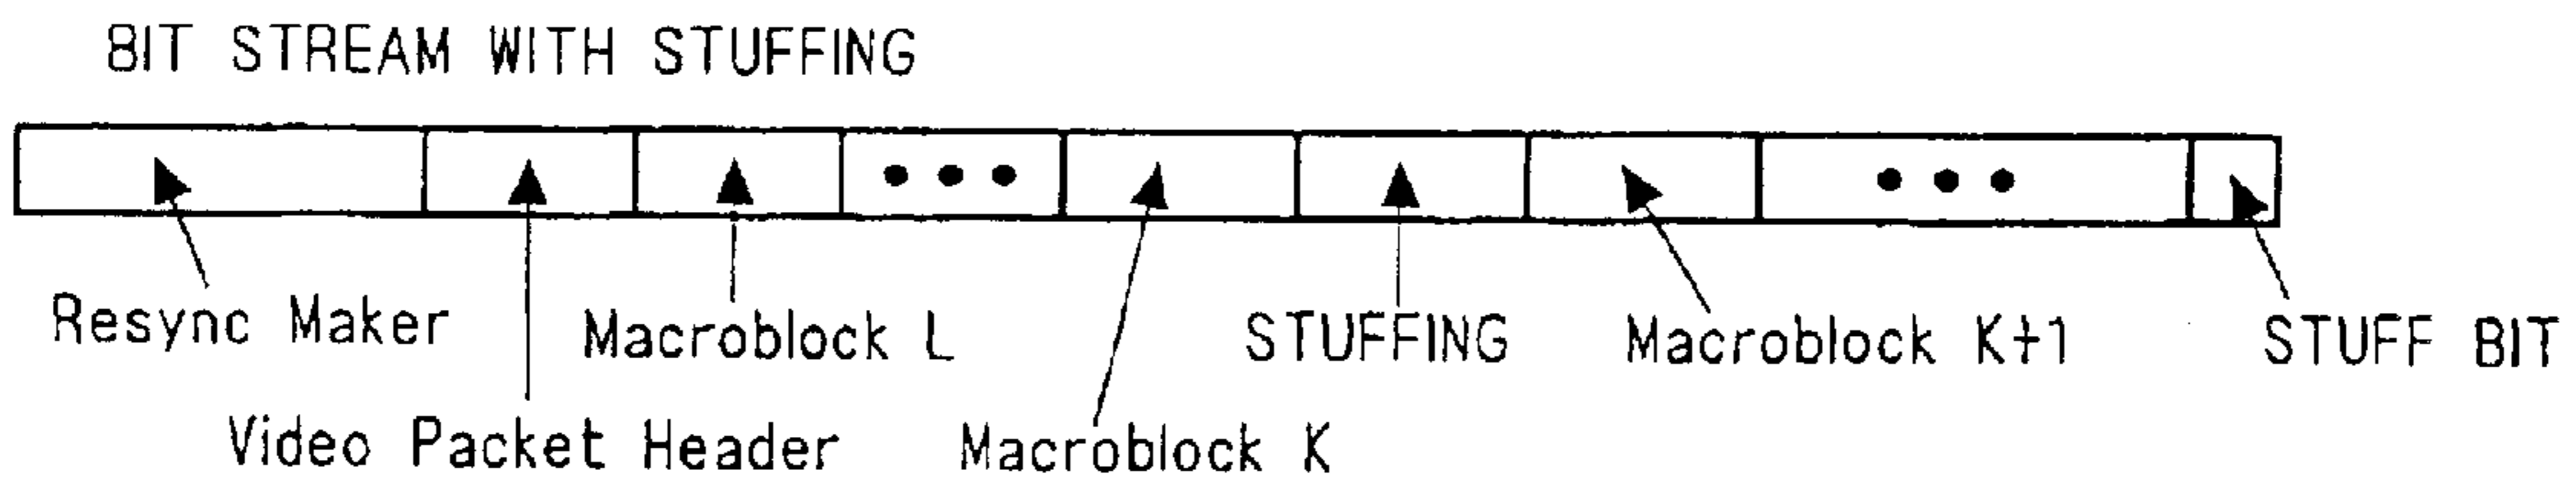 BIT STREAM WITH STUFFING
Resync Maker
Macroblock L
STUFFING
Macroblock K+1
STUFF BIT
Video Packet Header
Macroblock K